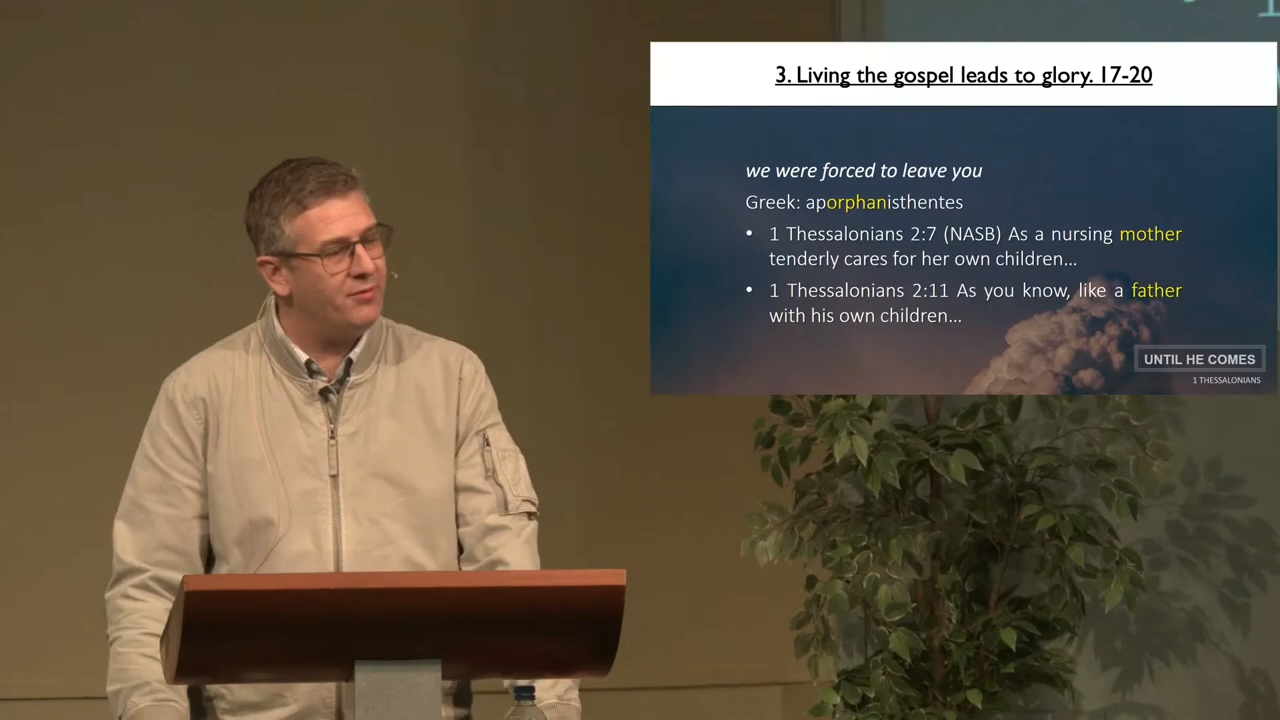 3. Living the gospel leads to glory. 17-20
we were forced to leave you
Greek: aporphanisthentes
• 1 Thessalonians 2:7 (NASB) As a nursing mother
tenderly cares for her own children…
• 1 Thessalonians 2:11 As you know, like a father
with his own children…
UNTIL HE COMES
1 THESSALONIANS